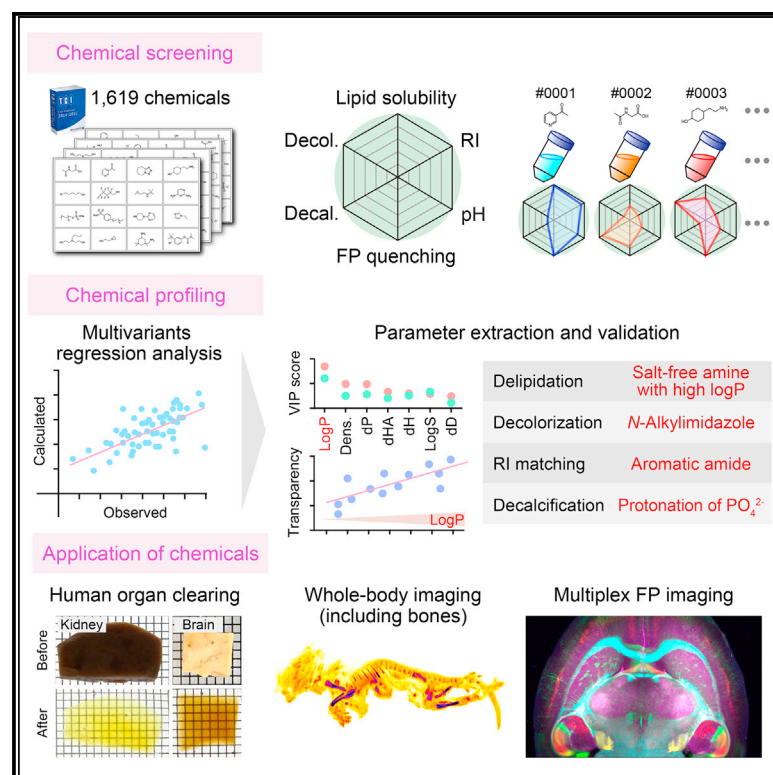 Chemical screening
TCI
1,619 chemicals
Lipid solubility
Decol.
RI
Decal.
pH
FP quenching
#0001
#0002
#0003
Chemical profiling
Multivariants
regression analysis
Calculated
Observed
Parameter extraction and validation
VIP score
LogP
Dens.
dP
dHA
dH
LogS
dD
Transparency
LogP
Delipidation
Salt-free amine
with high logP
Decolorization
N-Alkylimidazole
RI matching
Aromatic amide
Decalcification
Protonation of PO₄²⁻
Application of chemicals
Human organ clearing
Kidney
Brain
Before
After
Whole-body imaging
(including bones)
Multiplex FP imaging